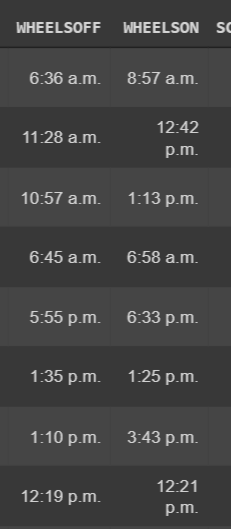 WHEELSOFF WHEELSON SC
6:36 a.m. 8:57 a.m.
11:28 a.m. 12:42
p.m.
10:57 a.m. 1:13 p.m.
6:45 a.m. 6:58 a.m.
5:55 p.m. 6:33 p.m.
1:35 p.m. 1:25 p.m.
1:10 p.m. 3:43 p.m.
12:19 p.m. 12:21
p.m.